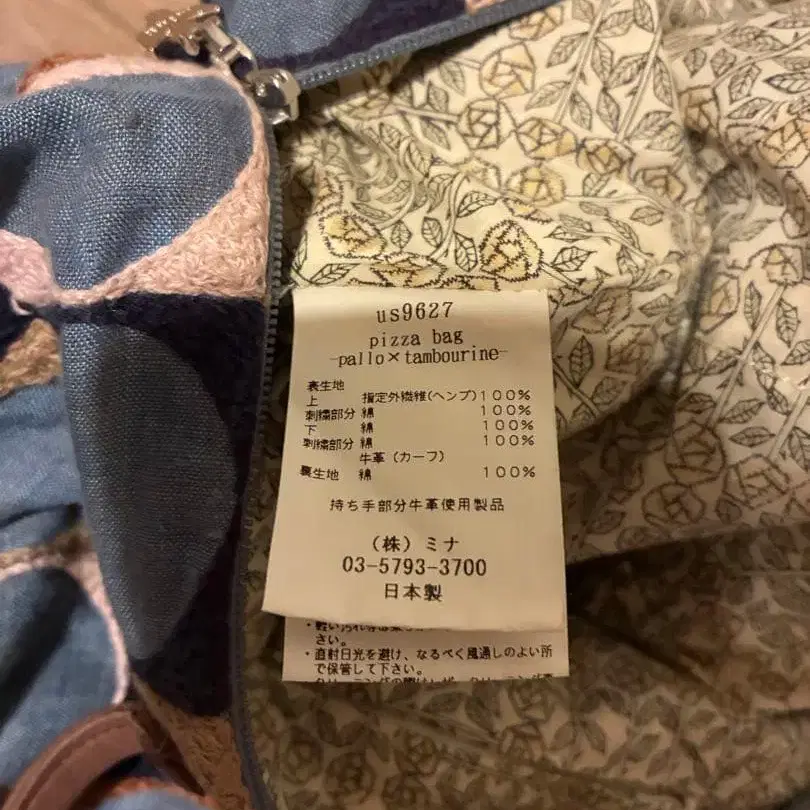 us9627
pizza bag
-pallo×tambourine-
表生地
上 指定外繊維(ヘンプ)100%
刺繍部分 綿 100%
下 綿 100%
刺繍部分 綿 100%
牛革 (カーフ)
裏生地 綿 100%
持ち手部分牛革使用製品
(株) ミナ
03-5793-3700
日本製
さい。
・直射日光を避け、なるべく風通しのよい所
で保管して下さい。